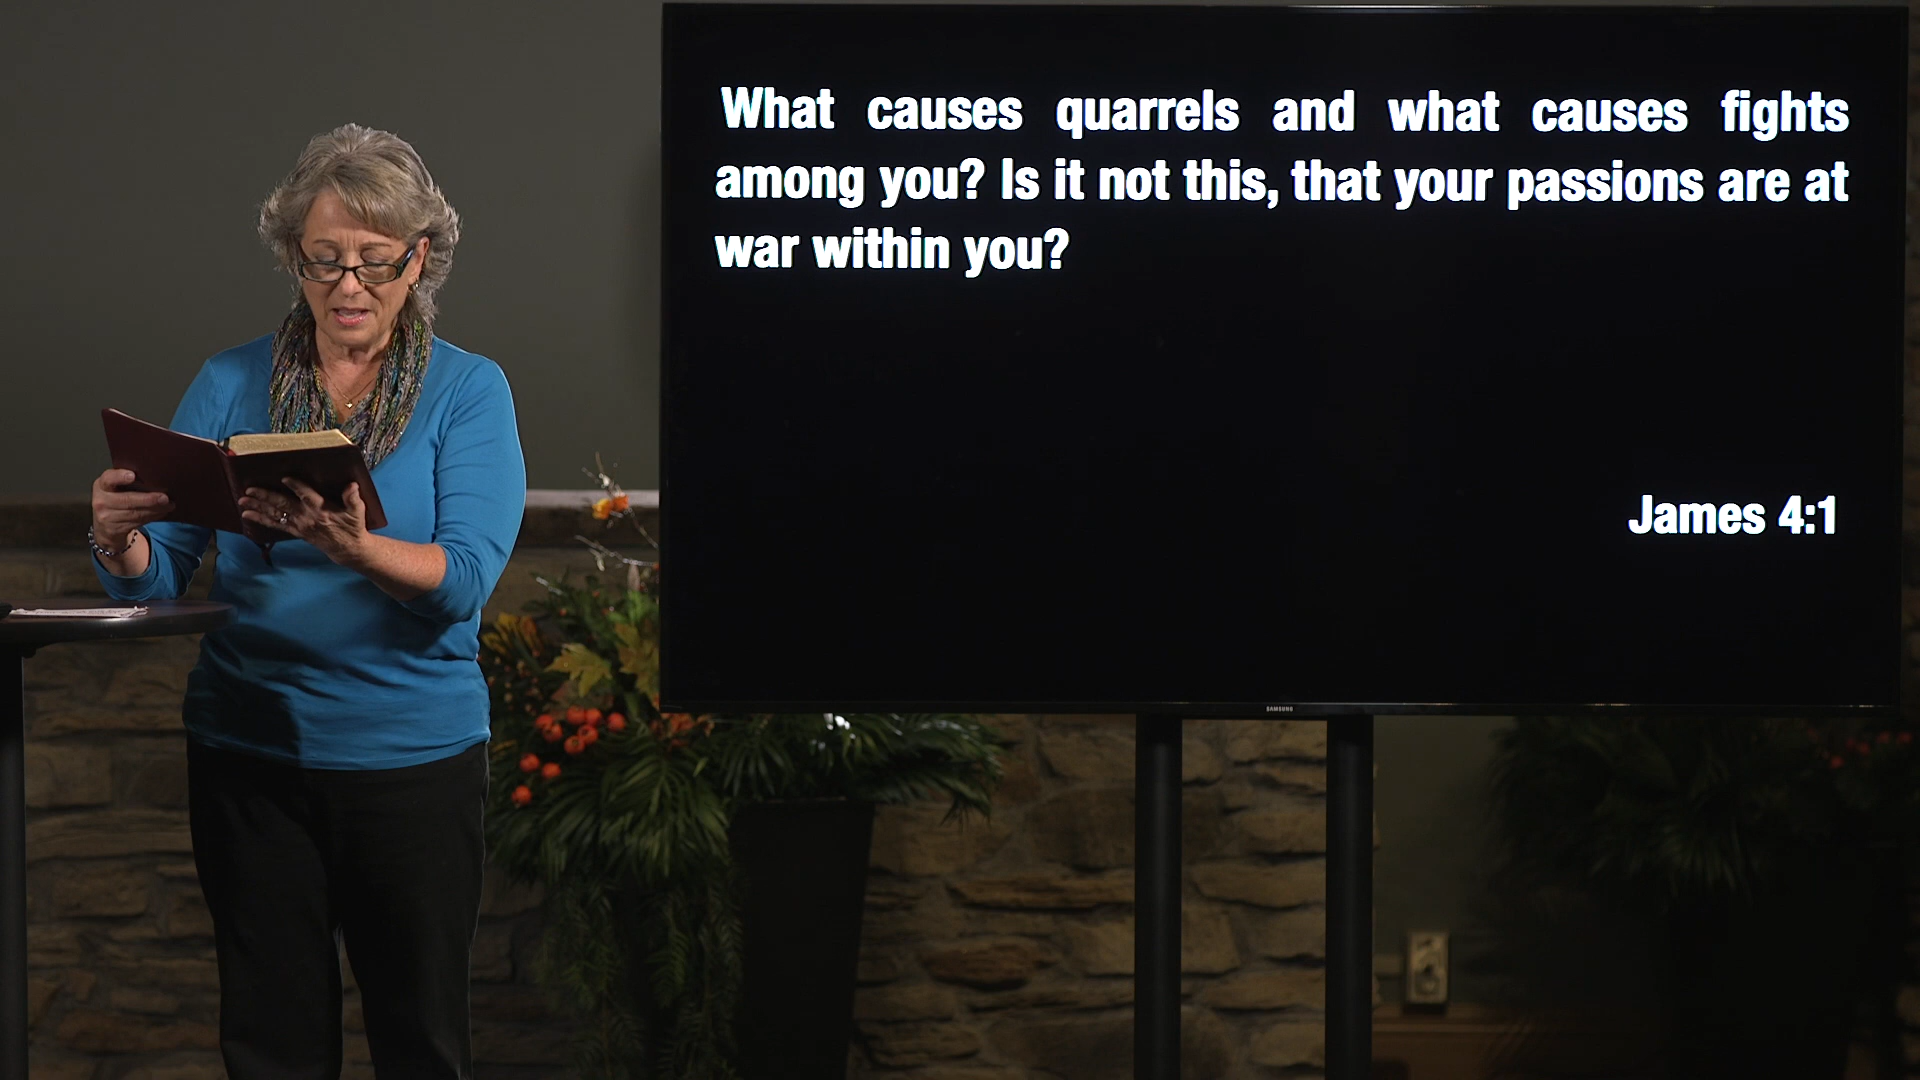 What causes quarrels and what causes fights
among you? Is it not this, that your passions are at
war within you?
James 4:1
SAMSUNG